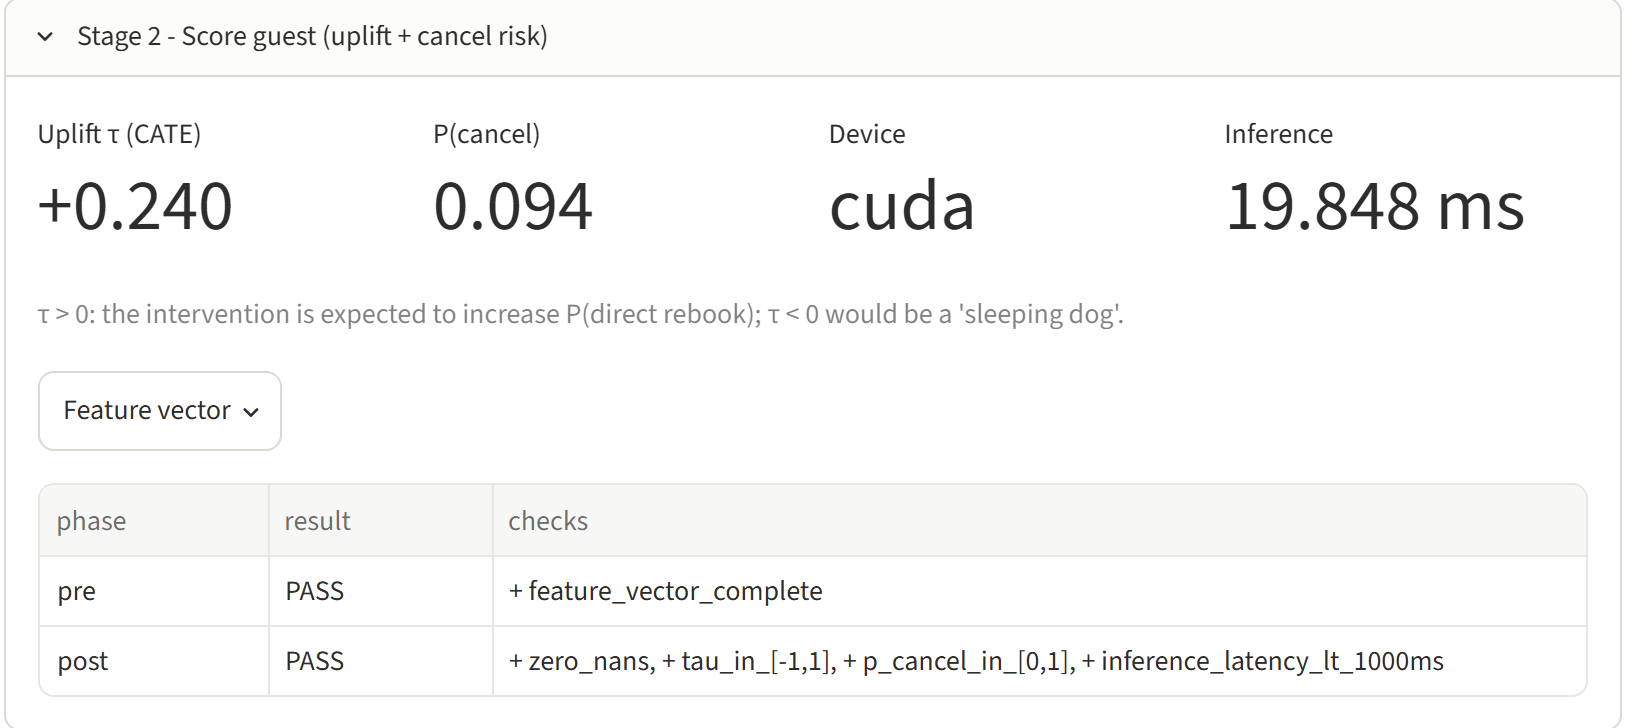 Stage 2 - Score guest (uplift + cancel risk)
Uplift τ (CATE)
+0.240
P(cancel)
0.094
Device
cuda
Inference
19.848 ms
τ > 0: the intervention is expected to increase P(direct rebook); τ < 0 would be a 'sleeping dog'.
Feature vector
phase result checks
pre PASS + feature_vector_complete
post PASS + zero_nans, + tau_in_[-1,1], + p_cancel_in_[0,1], + inference_latency_lt_1000ms